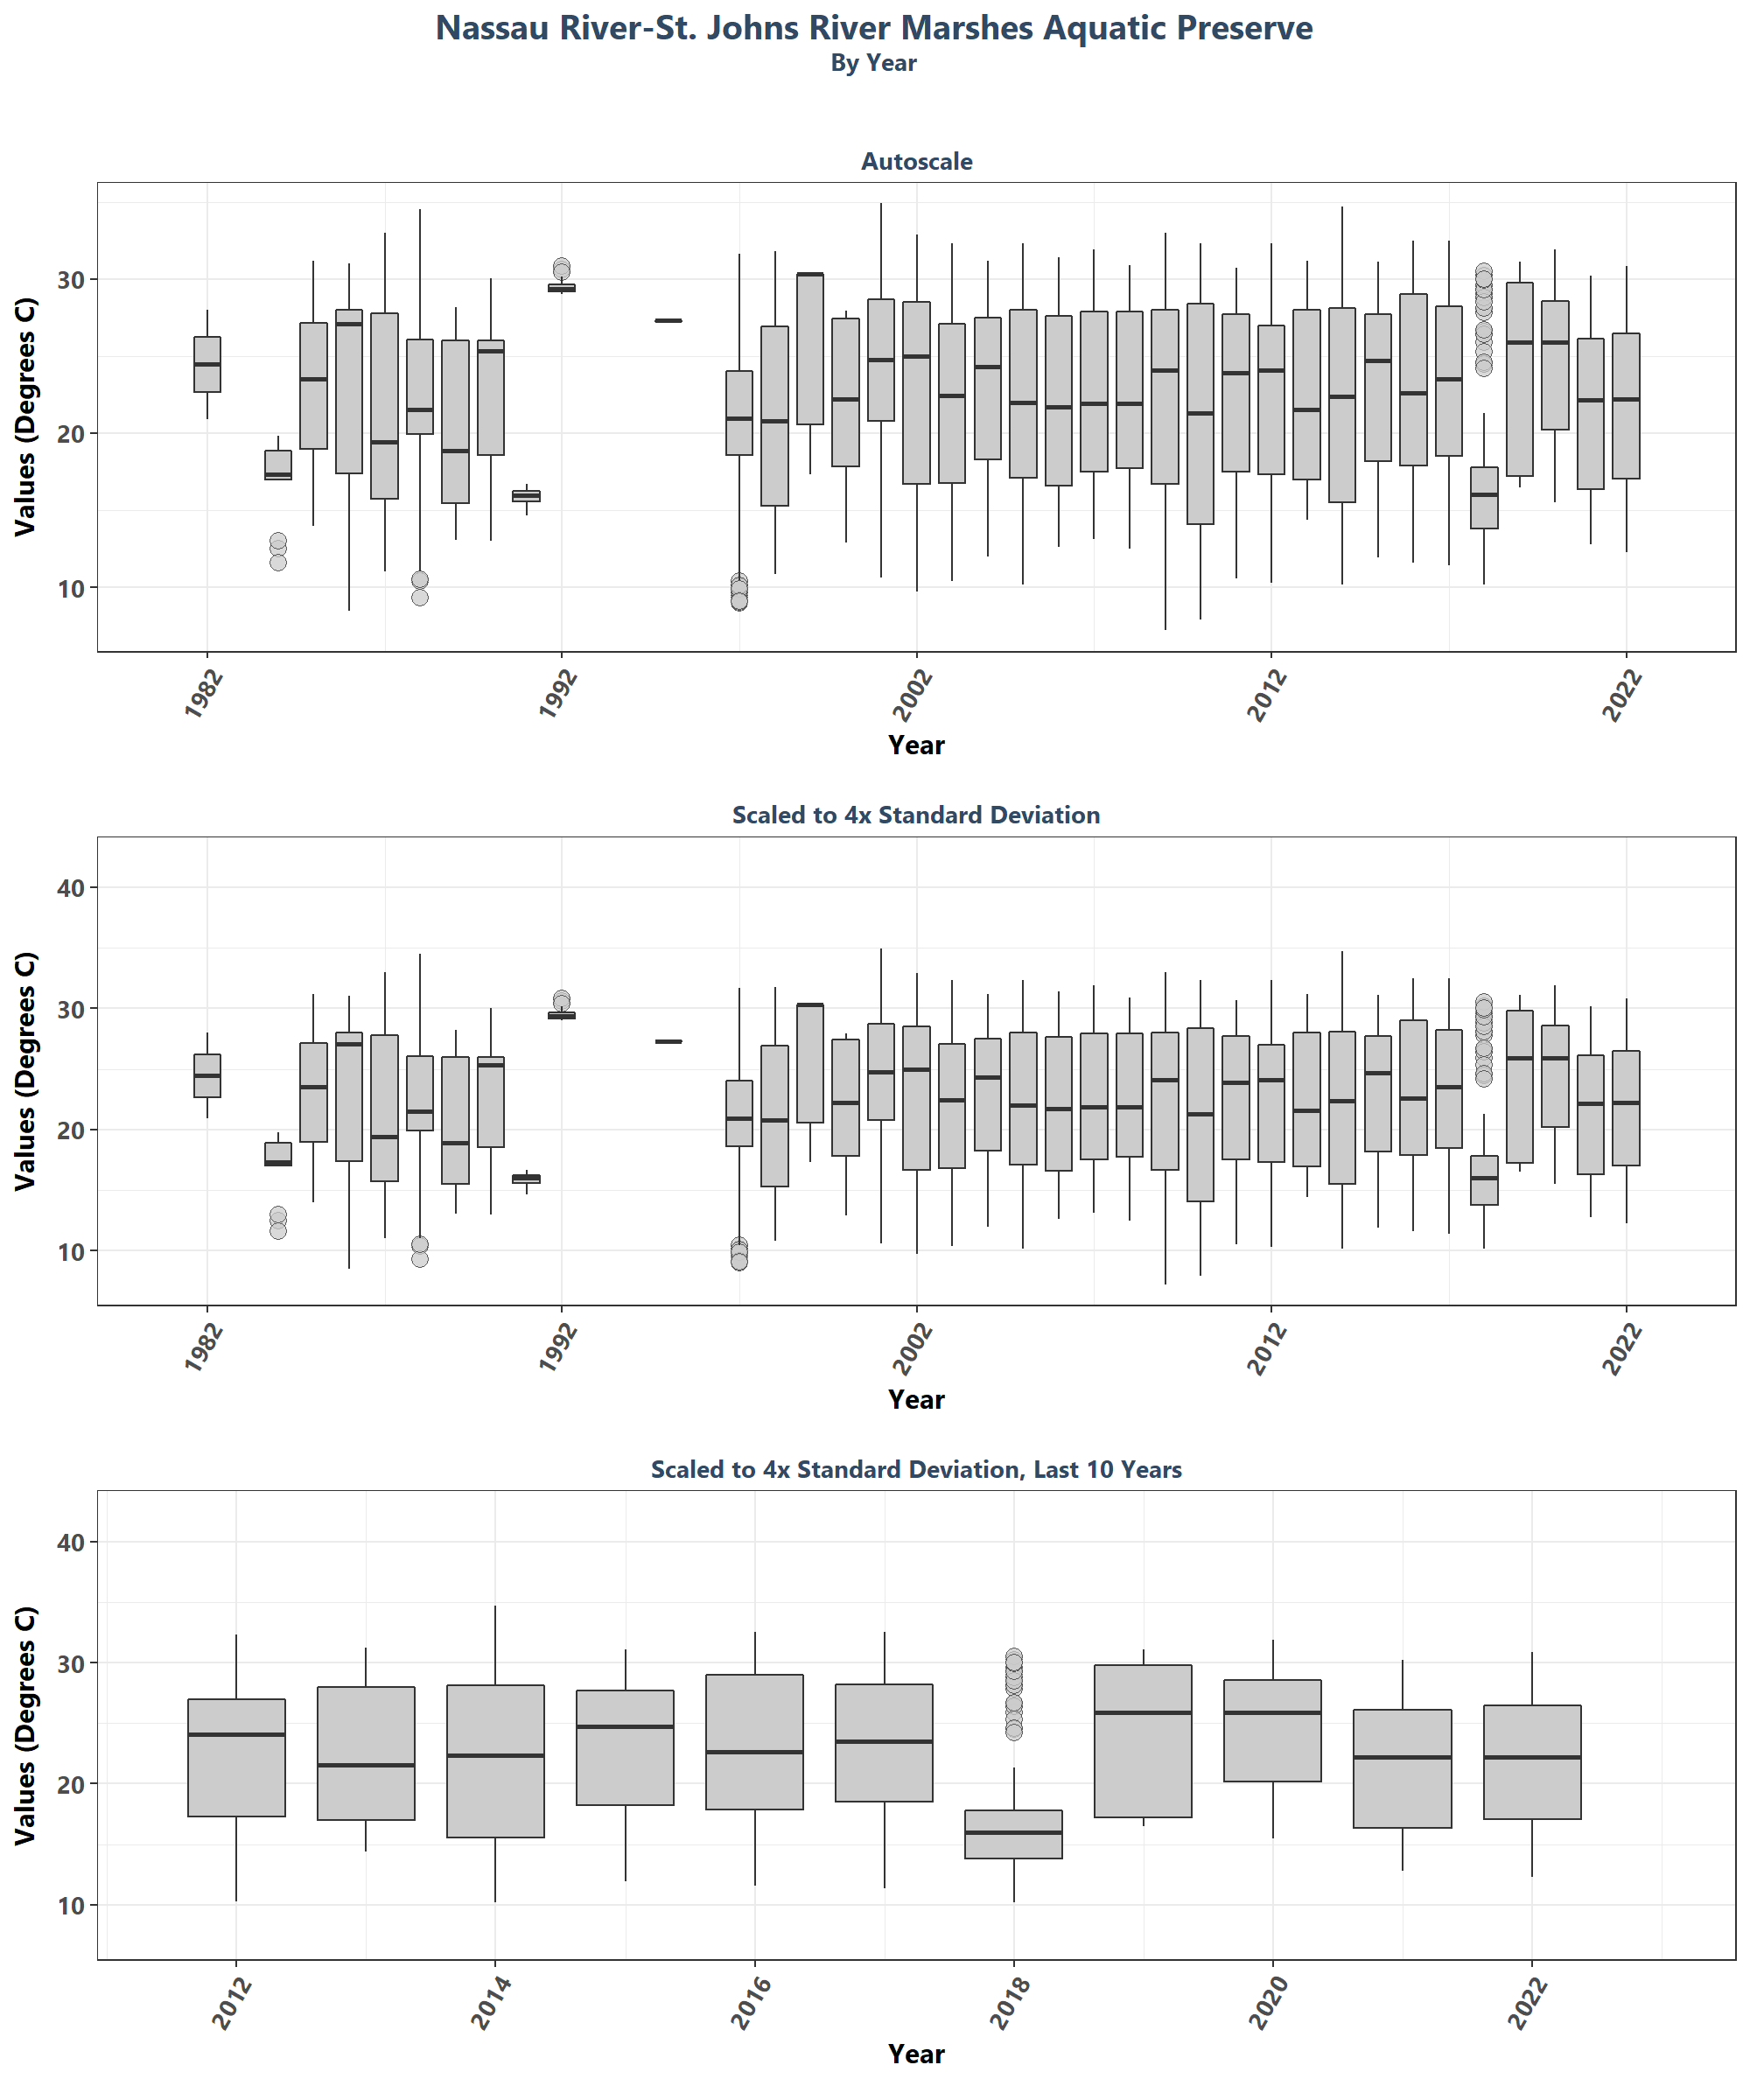 Nassau River-St. Johns River Marshes Aquatic Preserve
By Year
Autoscale
Values (Degrees C)
30
20
10
1982
1992
2002
2012
2022
Year
Scaled to 4x Standard Deviation
Values (Degrees C)
40
30
20
10
1982
1992
2002
2012
2022
Year
Scaled to 4x Standard Deviation, Last 10 Years
Values (Degrees C)
40
30
20
10
2012
2014
2016
2018
2020
2022
Year